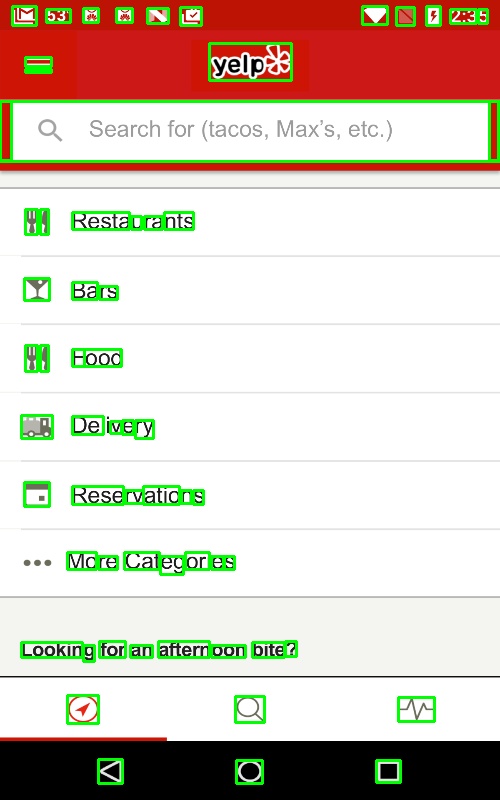 53°
2:35
yelp
Search for (tacos, Max's, etc.)
Restaurants
Bars
Food
Delivery
Reservations
More Categories
Looking for an afternoon bite?